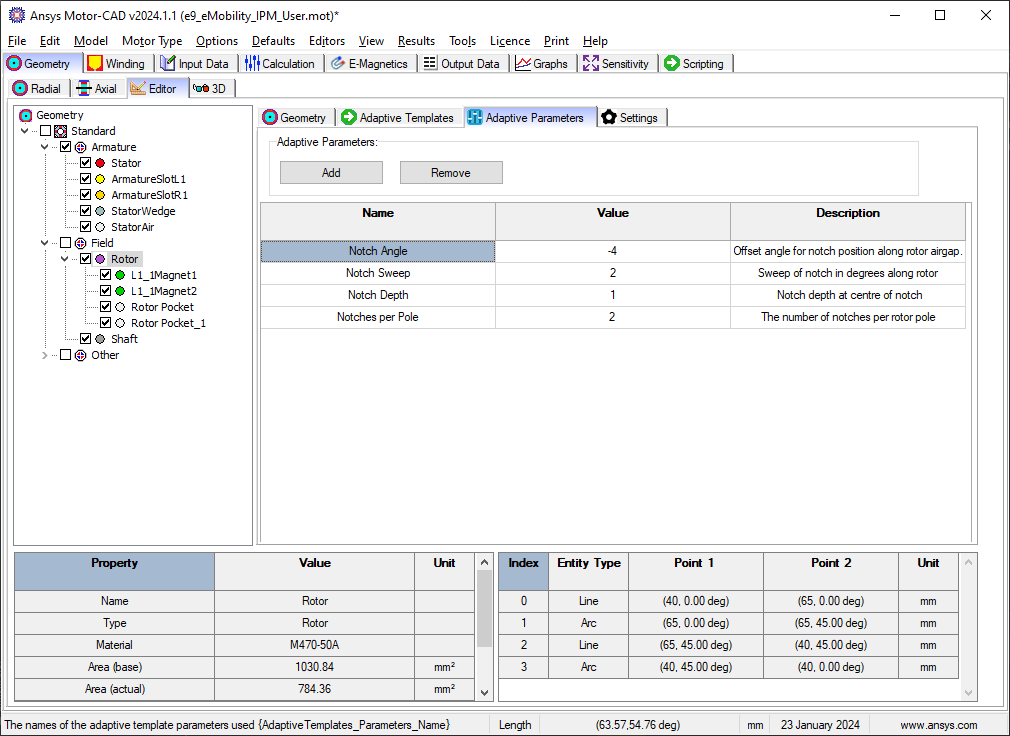 Ansys Motor-CAD v2024.1.1 (e9_eMobility_IPM_User.mot)*
File Edit Model Motor Type Options Defaults Editors View Results Tools Licence Print Help
Geometry Winding Input Data Calculation E-Magnetics Output Data Graphs Sensitivity Scripting
Radial Axial Editor 3D
Geometry
Standard
Armature
Stator
ArmatureSlotL1
ArmatureSlotR1
StatorWedge
StatorAir
Field
Rotor
L1_1Magnet1
L1_1Magnet2
Rotor Pocket
Rotor Pocket_1
Shaft
Other
Geometry Adaptive Templates Adaptive Parameters Settings
Adaptive Parameters:
Add Remove
Name Value Description
Notch Angle -4 Offset angle for notch position along rotor airgap.
Notch Sweep 2 Sweep of notch in degrees along rotor
Notch Depth 1 Notch depth at centre of notch
Notches per Pole 2 The number of notches per rotor pole
Property Value Unit
Name Rotor
Type Rotor
Material M470-50A
Area (base) 1030.84 mm²
Area (actual) 784.36 mm²
Index Entity Type Point 1 Point 2 Unit
0 Line (40, 0.00 deg) (65, 0.00 deg) mm
1 Arc (65, 0.00 deg) (65, 45.00 deg) mm
2 Line (65, 45.00 deg) (40, 45.00 deg) mm
3 Arc (40, 45.00 deg) (40, 0.00 deg) mm
The names of the adaptive template parameters used {AdaptiveTemplates_Parameters_Name} Length (63.57,54.76 deg) mm 23 January 2024 www.ansys.com